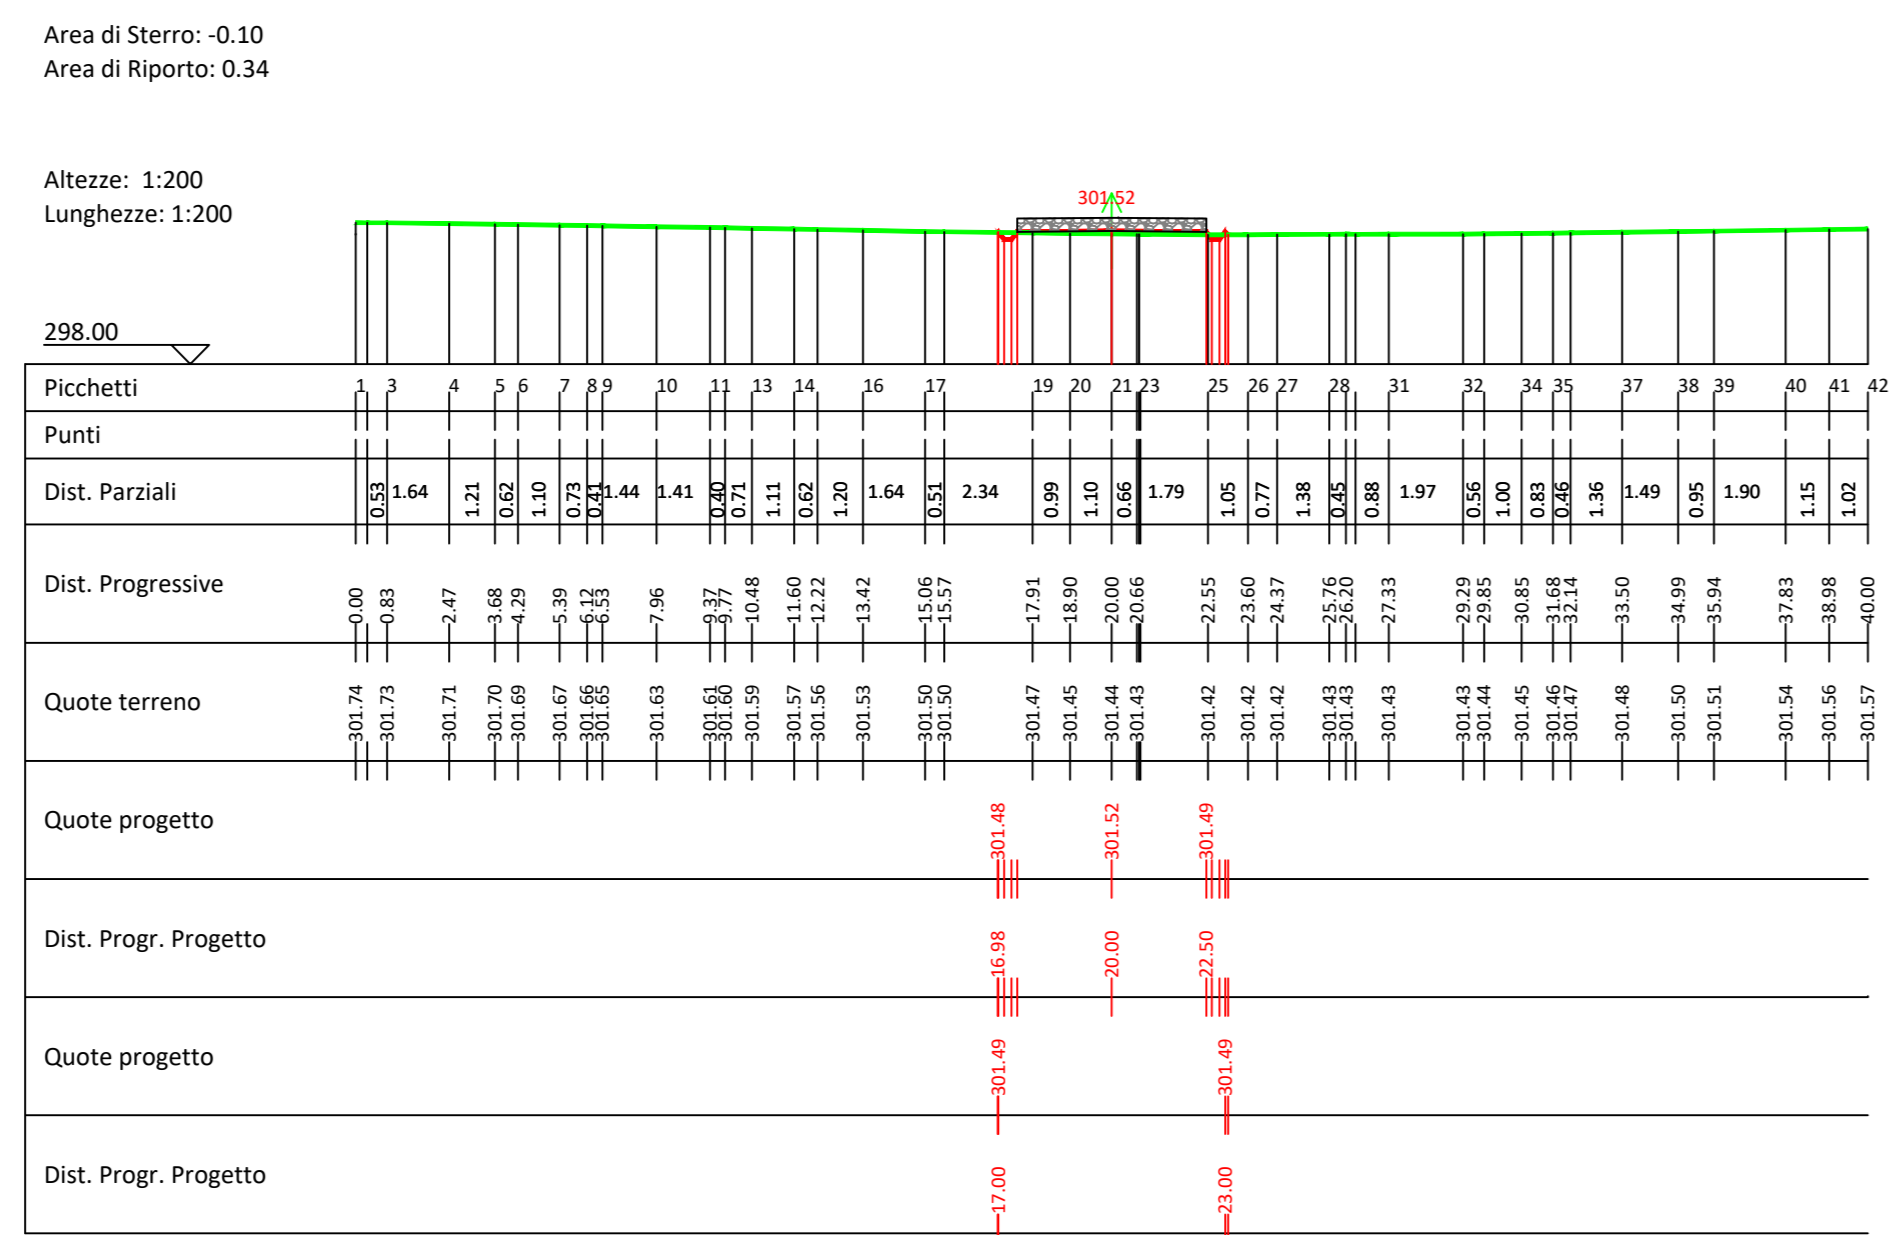 Area di Sterro: -0.10
Area di Riporto: 0.34
Altezze: 1:200
Lunghezze: 1:200
301.52
298.00
Picchetti 1 3 4 5 6 7 8 9 10 11 13 14 16 17 19 20 21 23 25 26 27 28 31 32 34 35 37 38 39 40 41 42
Punti
Dist. Parziali 0.53 1.64 1.21 0.62 1.10 0.73 0.41 1.44 1.41 0.40 0.71 1.11 0.62 1.20 1.64 0.51 2.34 0.99 1.10 0.66 1.79 1.05 0.77 1.38 0.45 0.88 1.97 0.56 1.00 0.83 0.46 1.36 1.49 0.95 1.90 1.15 1.02
Dist. Progressive 0.00 0.83 2.47 3.68 4.29 5.39 6.12 6.53 7.96 9.37 9.77 10.48 11.60 12.22 13.42 15.06 15.57 17.91 18.90 20.00 20.66 22.55 23.60 24.37 25.76 26.20 27.33 29.29 29.85 30.85 31.68 32.14 33.50 34.99 35.94 37.83 38.98 40.00
Quote terreno 301.74 301.73 301.71 301.70 301.69 301.67 301.66 301.65 301.63 301.61 301.60 301.59 301.57 301.56 301.53 301.50 301.50 301.47 301.45 301.44 301.43 301.42 301.42 301.42 301.43 301.43 301.43 301.43 301.44 301.45 301.46 301.47 301.48 301.50 301.51 301.54 301.56 301.57
Quote progetto 301.48 301.52 301.49
Dist. Progr. Progetto 16.98 20.00 22.50
Quote progetto 301.49 301.49
Dist. Progr. Progetto 17.00 23.00